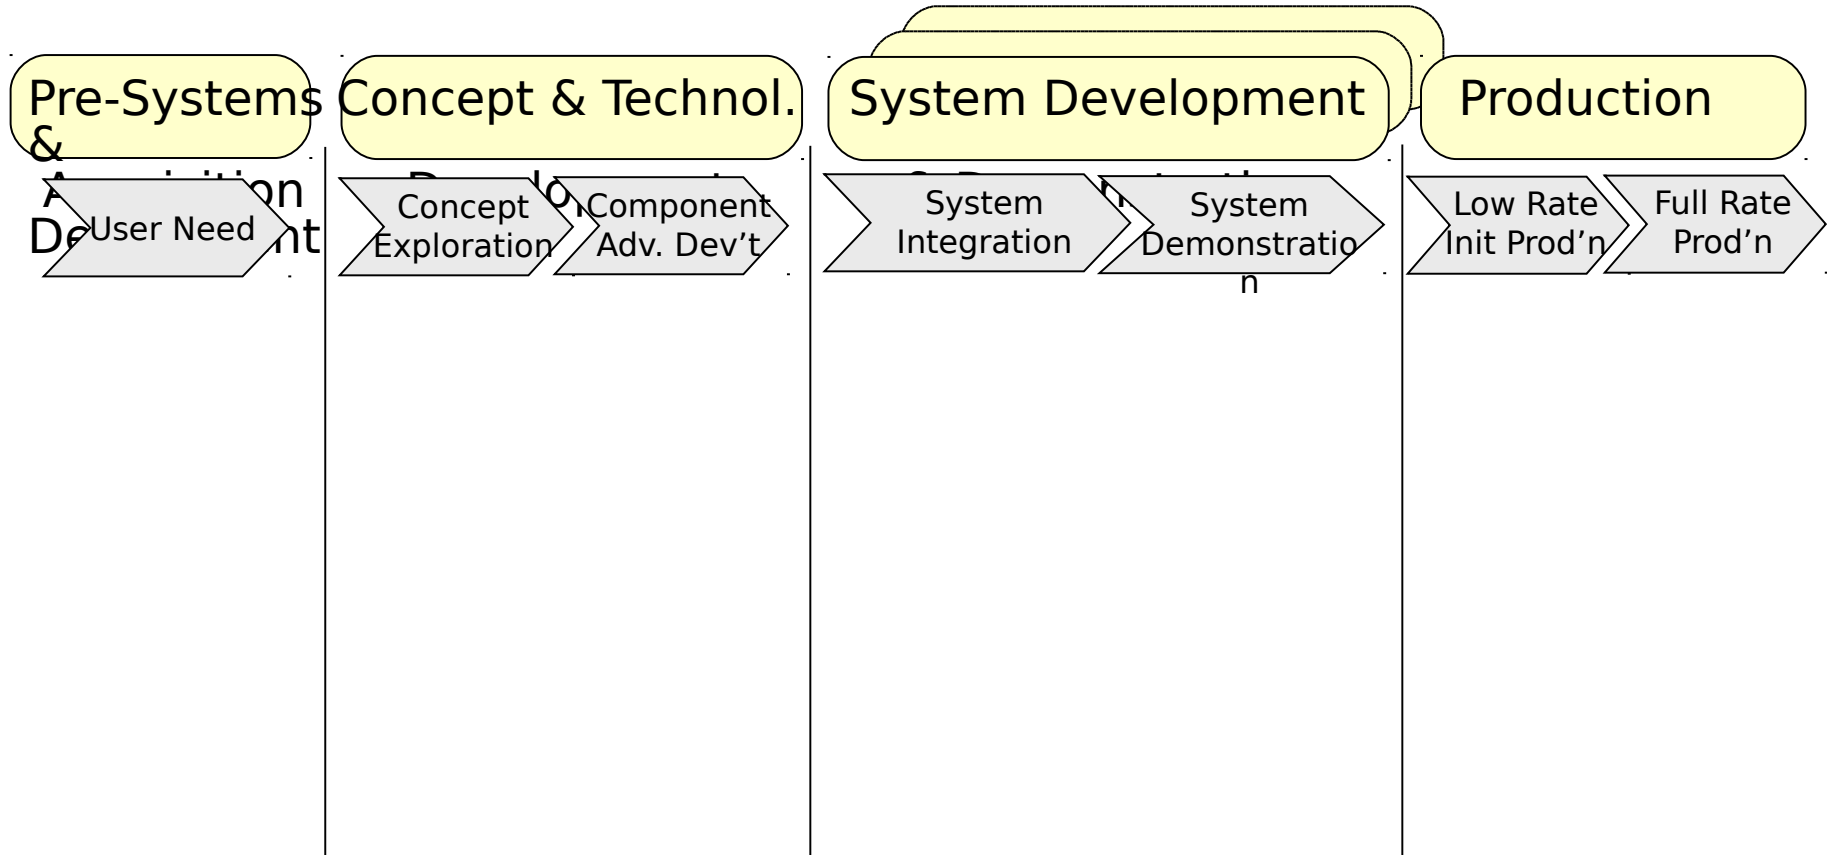 Pre-Systems
&
Concept & Technol.
System Development
Production
User Need
Concept
Exploration
Component
Adv. Dev’t
System
Integration
System
Demonstratio
n
Low Rate
Init Prod’n
Full Rate
Prod’n